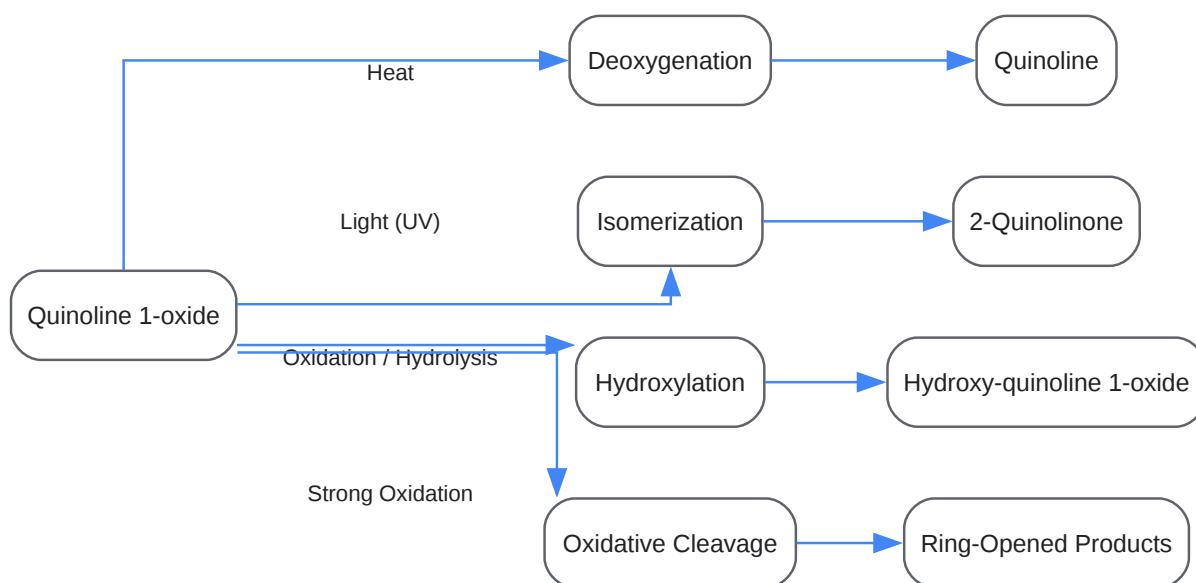 Heat
Deoxygenation
Quinoline
Light (UV)
Isomerization
2-Quinolinone
Quinoline 1-oxide
Oxidation / Hydrolysis
Hydroxylation
Hydroxy-quinoline 1-oxide
Strong Oxidation
Oxidative Cleavage
Ring-Opened Products